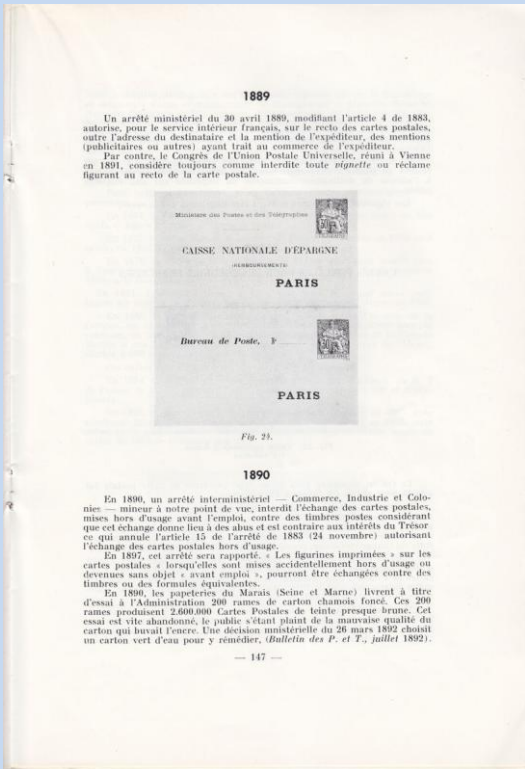 1889
Un arrêté ministériel du 30 avril 1889, modifiant l'article 4 de 1883,
autorise, pour le service intérieur français, sur le recto des cartes postales,
outre l'adresse du destinataire et la mention de l'expéditeur, des mentions
(publicitaires ou autres) ayant trait au commerce de l'expéditeur.
Par contre, le Congrès de l'Union Postale Universelle, réuni à Vienne
en 1891, considère toujours comme interdite toute vignette ou réclame
figurant au recto de la carte postale.
Ministère des Postes et des Télégraphes
CAISSE NATIONALE D'ÉPARGNE
(REMBOURSEMENTS)
PARIS
Bureau de Poste,
PARIS
Fig. 24.
1890
En 1890, un arrêté interministériel — Commerce, Industrie et Colo-
nies — mineur à notre point de vue, interdit l'échange des cartes postales,
mises hors d'usage avant l'emploi, contre des timbres postes considérant
que cet échange donne lieu à des abus et est contraire aux intérêts du Trésor
ce qui annule l'article 15 de l'arrêté de 1883 (24 novembre) autorisant
l'échange des cartes postales hors d'usage.
En 1897, cet arrêté sera rapporté. « Les figurines imprimées » sur les
cartes postales « lorsqu'elles sont mises accidentellement hors d'usage ou
devenues sans objet « avant emploi », pourront être échangées contre des
timbres ou des formules équivalentes.
En 1890, les papeteries du Marais (Seine et Marne) livrent à titre
d'essai à l'Administration 200 rames de carton chamois foncé. Ces 200
rames produisent 2.600.000 Cartes Postales de teinte presque brune. Cet
essai est vite abandonné, le public s'étant plaint de la mauvaise qualité du
carton qui buvait l'encre. Une décision mnistérielle du 26 mars 1892 choisit
un carton vert d'eau pour y rémédier, (Bulletin des P. et T., juillet 1892).
— 147 —